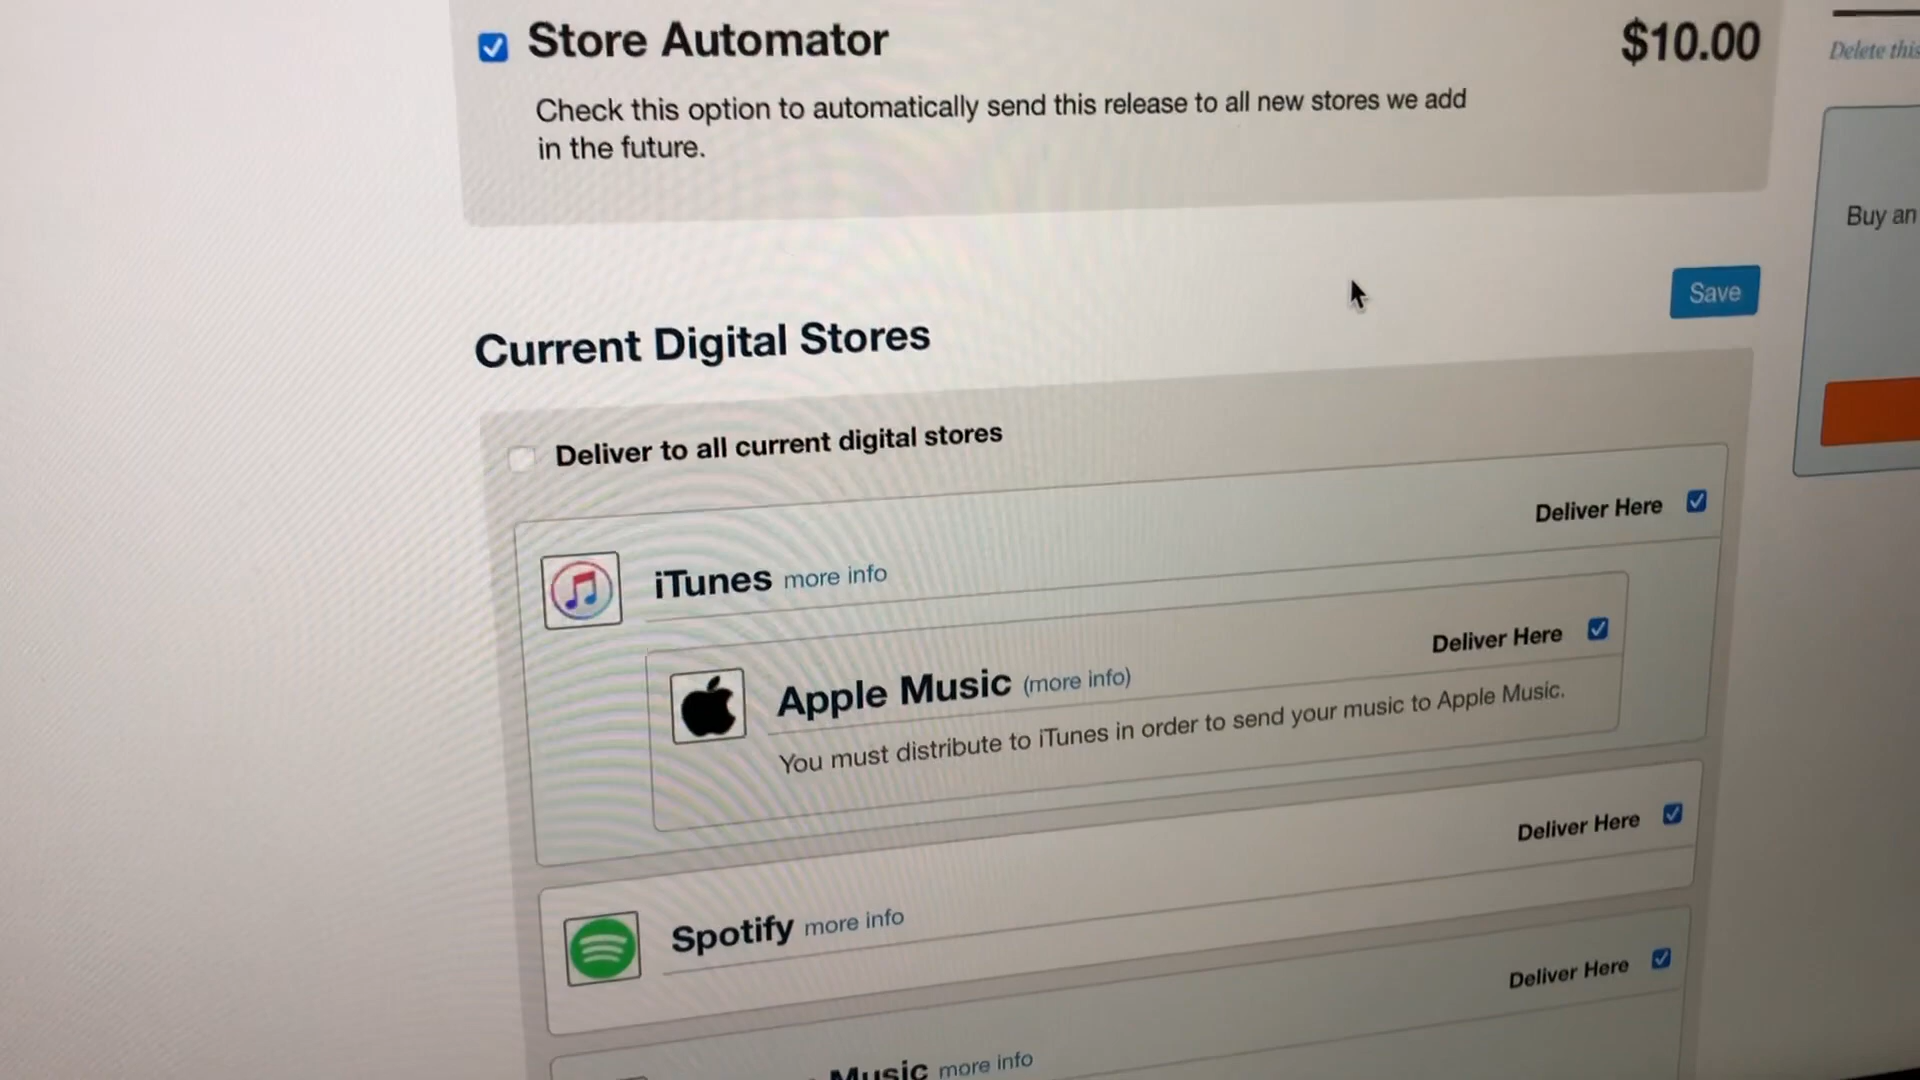 Store Automator
$10.00
Delete this
Check this option to automatically send this release to all new stores we add
in the future.
Buy an
Save
Current Digital Stores
Deliver to all current digital stores
Deliver Here
iTunes more info
Deliver Here
Apple Music (more info)
You must distribute to iTunes in order to send your music to Apple Music.
Deliver Here
Spotify more info
Deliver Here
Music more info